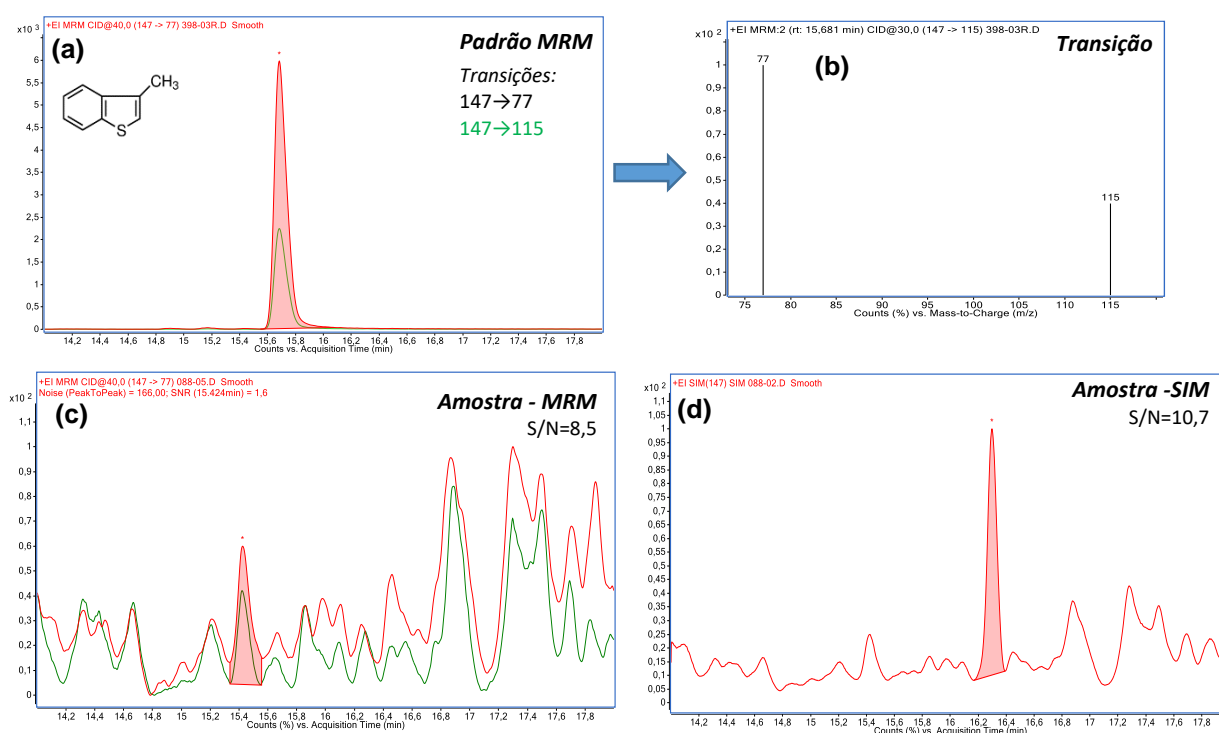 +EI MRM CID@40,0 (147 -> 77) 398-03R.D Smooth
x10 3
(a)
Padrão MRM
Transições:
147→77
147→115
CH3
S
*
6
5,5
5
4,5
4
3,5
3
2,5
2
1,5
1
0,5
0
14,2 14,4 14,6 14,8 15 15,2 15,4 15,6 15,8 16 16,2 16,4 16,6 16,8 17 17,2 17,4 17,6 17,8
Counts vs. Acquisition Time (min)
+EI MRM:2 (rt: 15,681 min) CID@30,0 (147 -> 115) 398-03R.D
x10 2
(b)
Transição
77
115
1
0,9
0,8
0,7
0,6
0,5
0,4
0,3
0,2
0,1
0
75 80 85 90 95 100 105 110 115
Counts (%) vs. Mass-to-Charge (m/z)
+EI MRM CID@40,0 (147 -> 77) 088-05.D Smooth
Noise (PeakToPeak) = 166,00; SNR (15.424min) = 1,6
x10 2
(c)
Amostra - MRM
S/N=8,5
*
1,1
1
0,9
0,8
0,7
0,6
0,5
0,4
0,3
0,2
0,1
0
14,2 14,4 14,6 14,8 15 15,2 15,4 15,6 15,8 16 16,2 16,4 16,6 16,8 17 17,2 17,4 17,6 17,8
Counts (%) vs. Acquisition Time (min)
+EI SIM(147) SIM 088-02.D Smooth
x10 2
(d)
Amostra -SIM
S/N=10,7
*
1,1
1,05
1
0,95
0,9
0,85
0,8
0,75
0,7
0,65
0,6
0,55
0,5
0,45
0,4
0,35
0,3
0,25
0,2
0,15
0,1
0,05
14,2 14,4 14,6 14,8 15 15,2 15,4 15,6 15,8 16 16,2 16,4 16,6 16,8 17 17,2 17,4 17,6 17,8
Counts (%) vs. Acquisition Time (min)